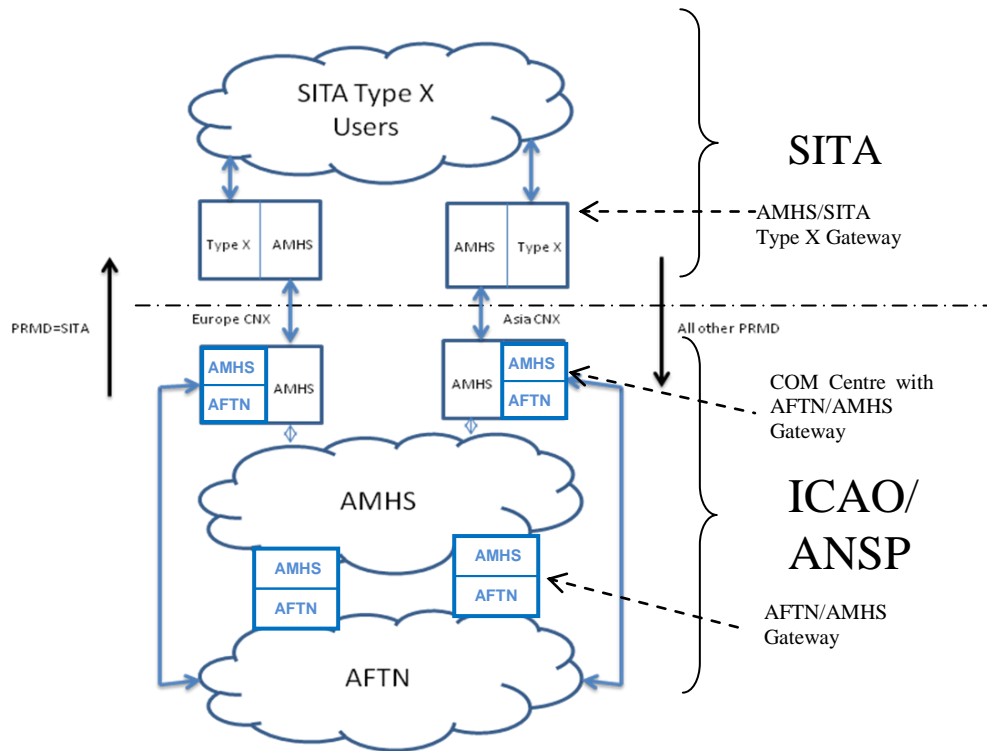 SITA Type X
Users
SITA
Type X
AMHS
AMHS
Type X
AMHS/SITA
Type X Gateway
PRMD=SITA
Europe CNX
Asia CNX
All other PRMD
AMHS
AFTN
AMHS
AMHS
AMHS
AFTN
COM Centre with
AFTN/AMHS
Gateway
AMHS
ICAO/
ANSP
AMHS
AFTN
AMHS
AFTN
AFTN/AMHS
Gateway
AFTN